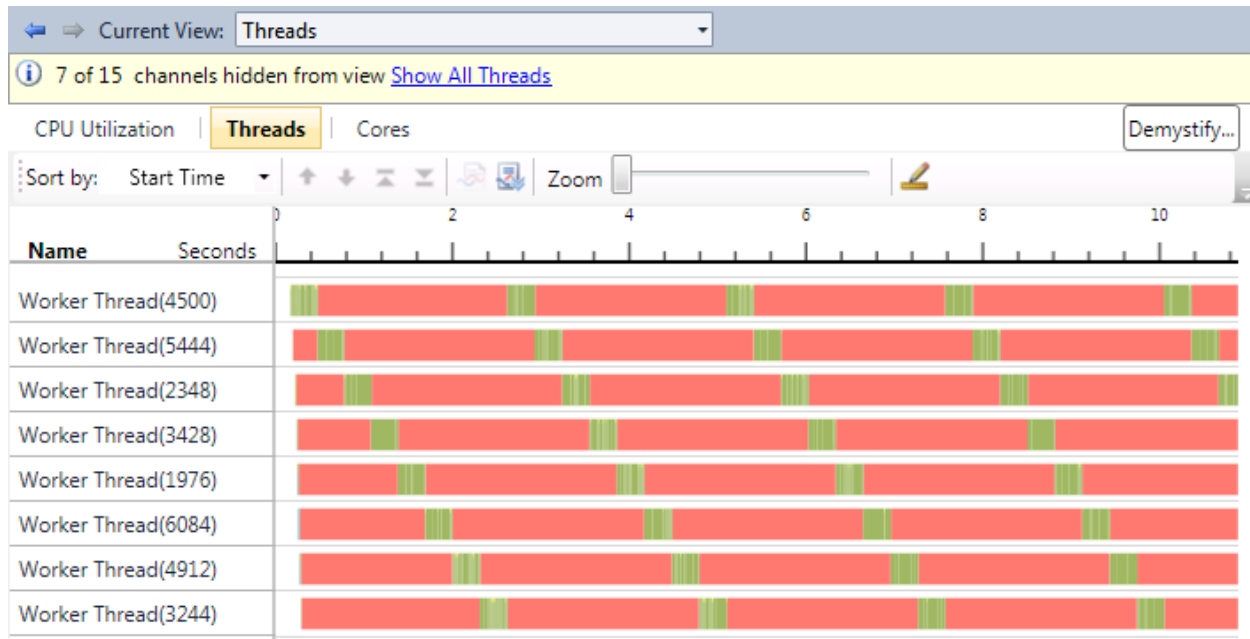 Current View: Threads
7 of 15 channels hidden from view Show All Threads
CPU Utilization Threads Cores Demystify...
Sort by: Start Time Zoom
0 2 4 6 8 10
Name Seconds
Worker Thread(4500)
Worker Thread(5444)
Worker Thread(2348)
Worker Thread(3428)
Worker Thread(1976)
Worker Thread(6084)
Worker Thread(4912)
Worker Thread(3244)